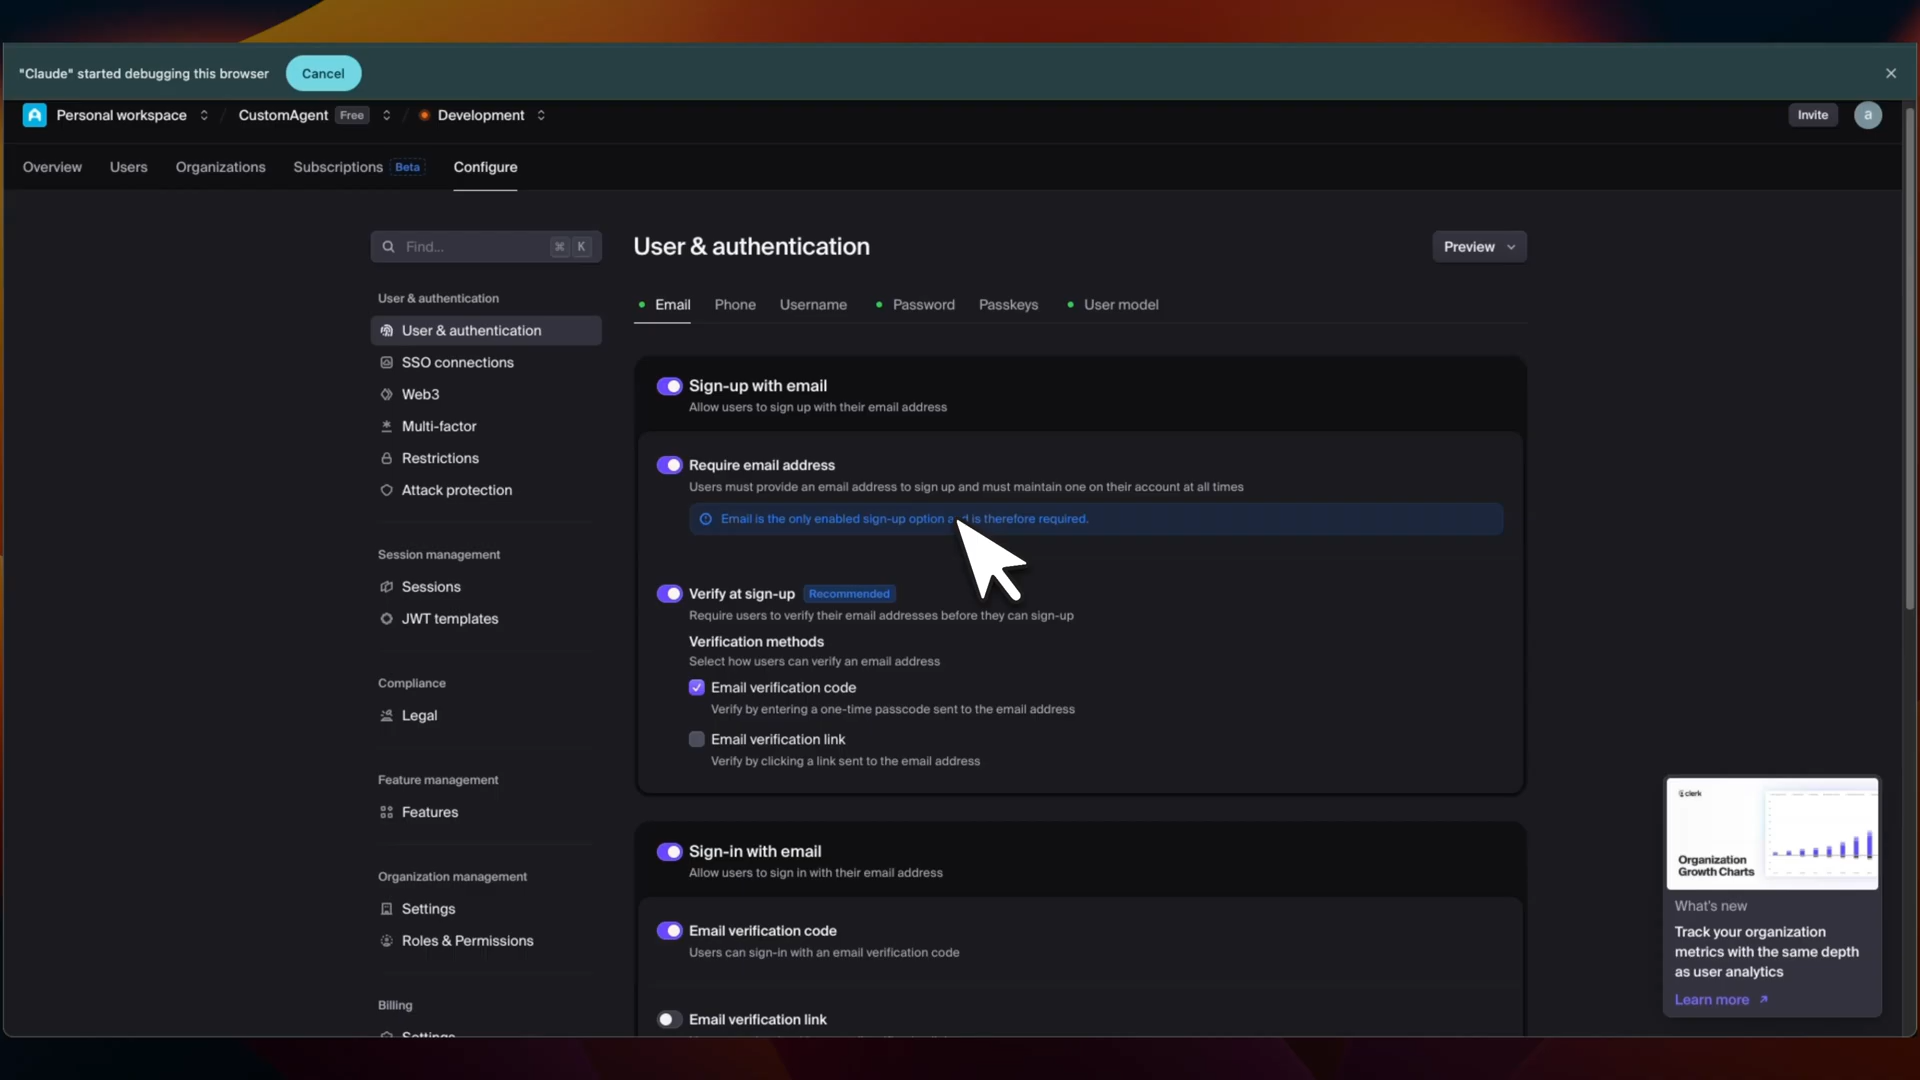 "Claude" started debugging this browser
Cancel
Personal workspace / CustomAgent Free / Development
Invite
a
Overview Users Organizations Subscriptions Beta Configure
Find... ⌘ K
User & authentication
Preview
User & authentication
User & authentication
SSO connections
Web3
Multi-factor
Restrictions
Attack protection
Session management
Sessions
JWT templates
Compliance
Legal
Feature management
Features
Organization management
Settings
Roles & Permissions
Billing
Settings
Email Phone Username Password Passkeys User model
Sign-up with email
Allow users to sign up with their email address
Require email address
Users must provide an email address to sign up and must maintain one on their account at all times
Email is the only enabled sign-up option and is therefore required.
Verify at sign-up Recommended
Require users to verify their email addresses before they can sign-up
Verification methods
Select how users can verify an email address
Email verification code
Verify by entering a one-time passcode sent to the email address
Email verification link
Verify by clicking a link sent to the email address
Sign-in with email
Allow users to sign in with their email address
Email verification code
Users can sign-in with an email verification code
Email verification link
clerk
Organization
Growth Charts
What's new
Track your organization
metrics with the same depth
as user analytics
Learn more